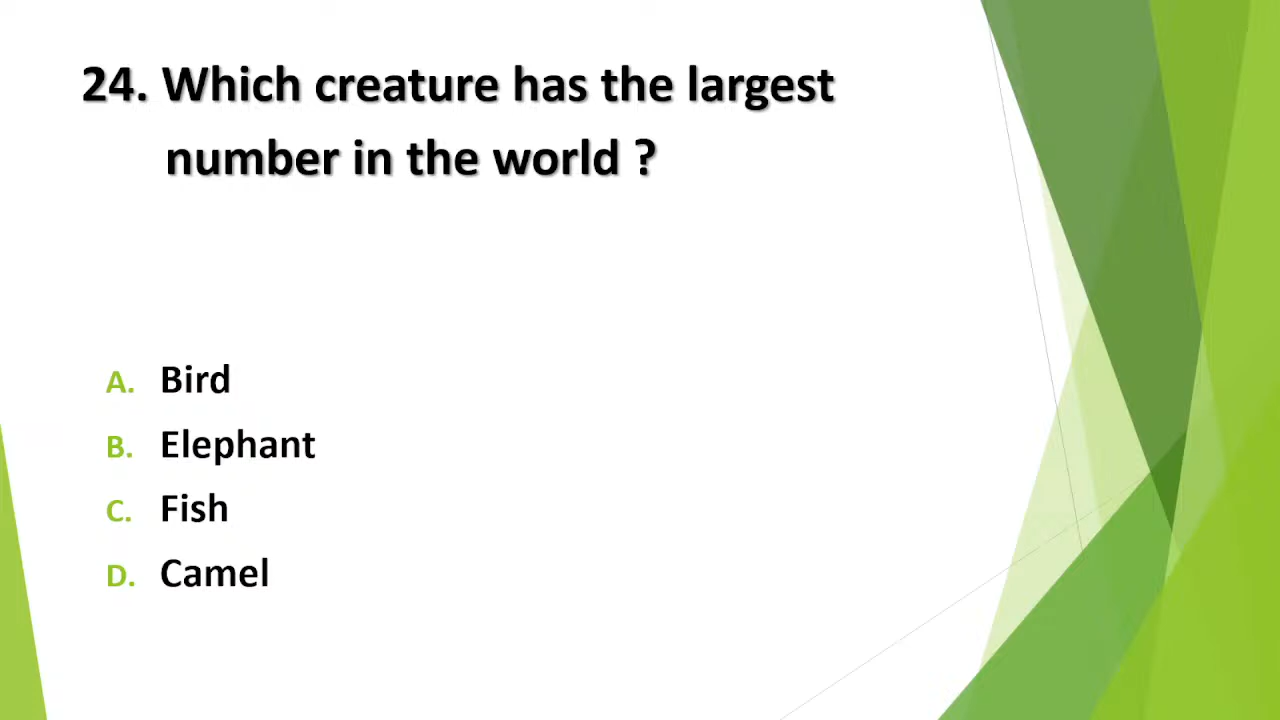 24. Which creature has the largest
number in the world ?
A. Bird
B. Elephant
C. Fish
D. Camel